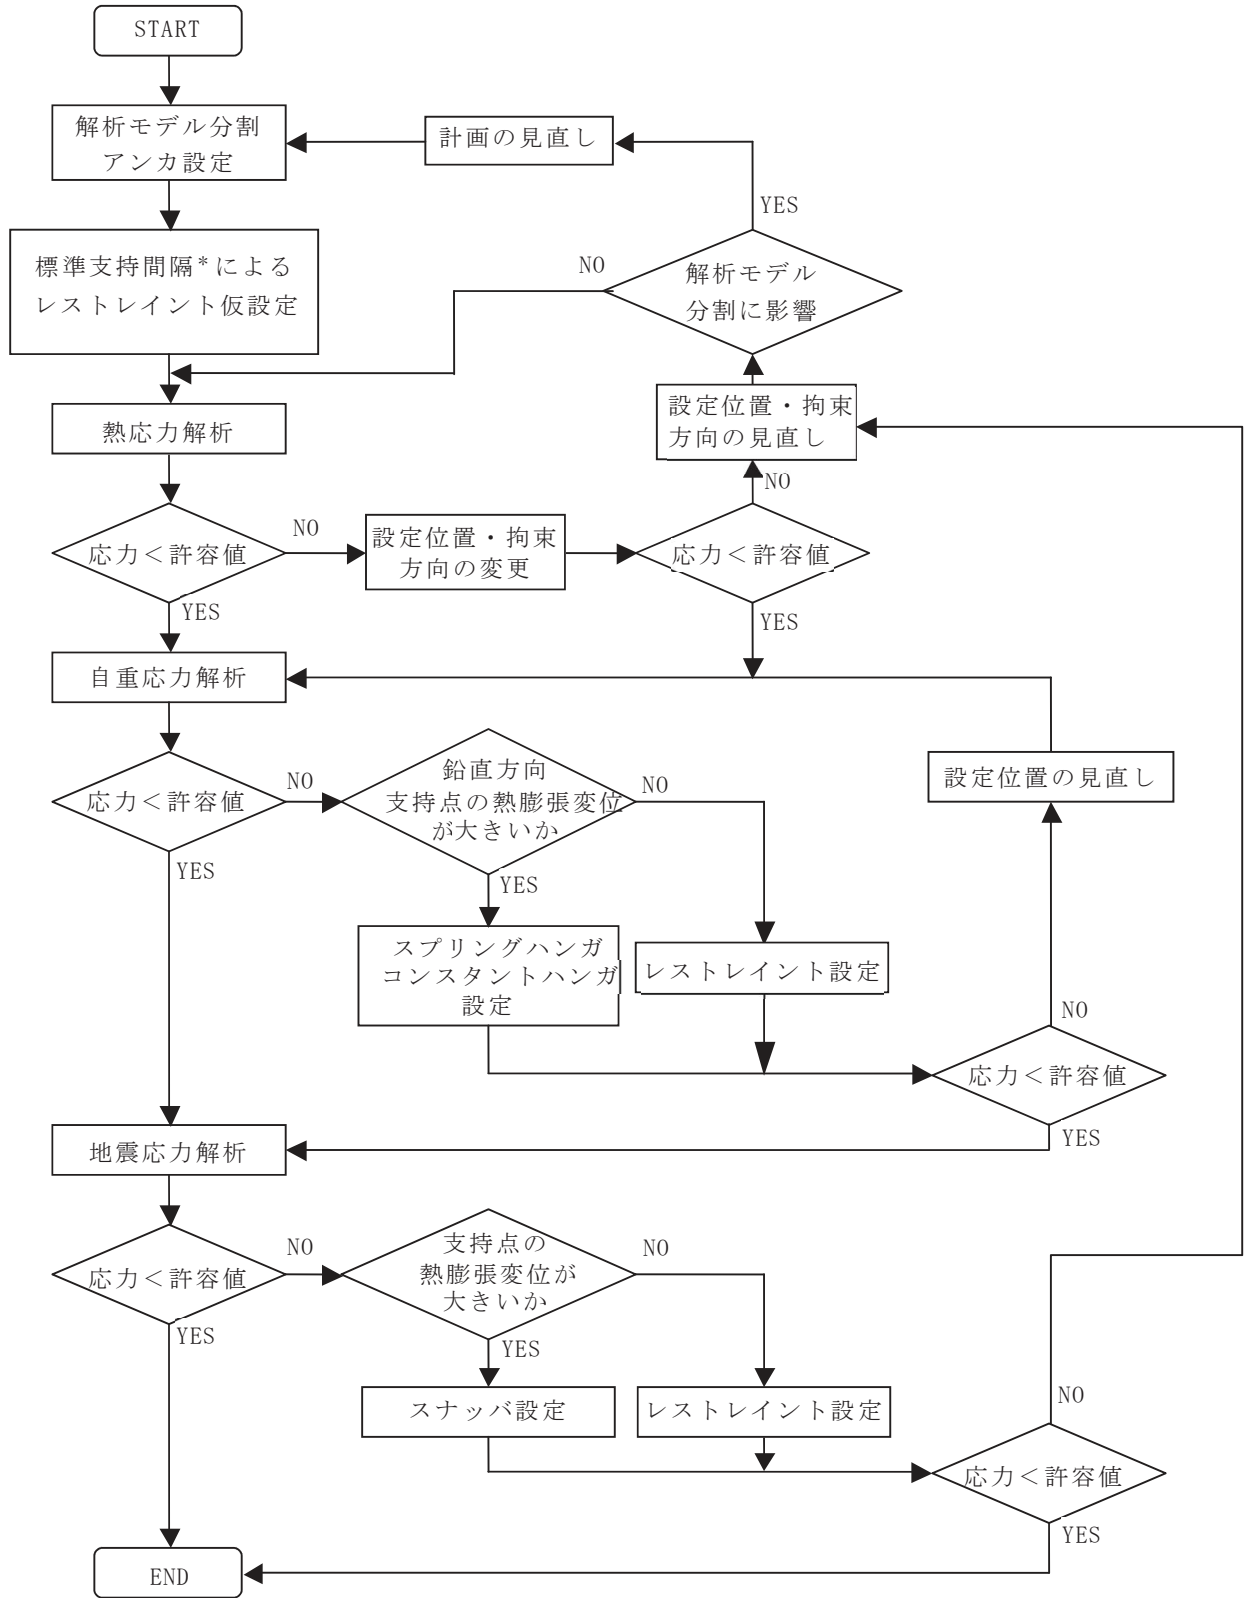 START
解析モデル分割
アンカ設定
計画の見直し
YES
標準支持間隔*による
レストレイント仮設定
NO
解析モデル
分割に影響
設定位置・拘束
方向の見直し
熱応力解析
NO
応力＜許容値
NO
設定位置・拘束
方向の変更
応力＜許容値
YES
YES
自重応力解析
設定位置の見直し
応力＜許容値
NO
鉛直方向
支持点の熱膨張変位
が大きいか
NO
YES
YES
スプリングハンガ
コンスタントハンガ
設定
レストレイント設定
NO
応力＜許容値
YES
地震応力解析
応力＜許容値
NO
支持点の
熱膨張変位が
大きいか
NO
YES
YES
スナッバ設定
レストレイント設定
NO
応力＜許容値
YES
END